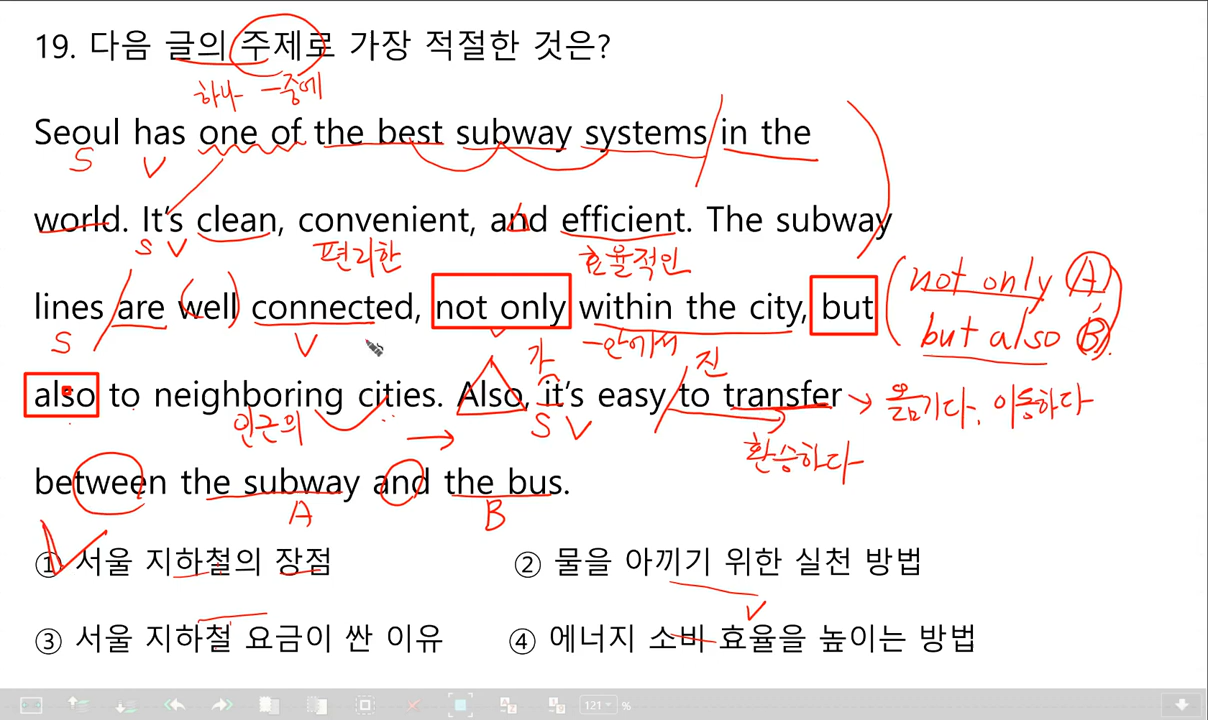 19. 다음 글의 주제로 가장 적절한 것은?
하나 -중에
Seoul has one of the best subway systems in the
S V
world. It's clean, convenient, and efficient. The subway
S V 편리한 효율적인
lines are well connected, not only within the city, but
not only A
but also B
S V -안에서
가 진
also to neighboring cities. Also, it's easy to transfer → 옮기다, 이동하다
인근의 S V 환승하다
between the subway and the bus.
A B
① 서울 지하철의 장점 ② 물을 아끼기 위한 실천 방법
③ 서울 지하철 요금이 싼 이유 ④ 에너지 소비 효율을 높이는 방법
121 %